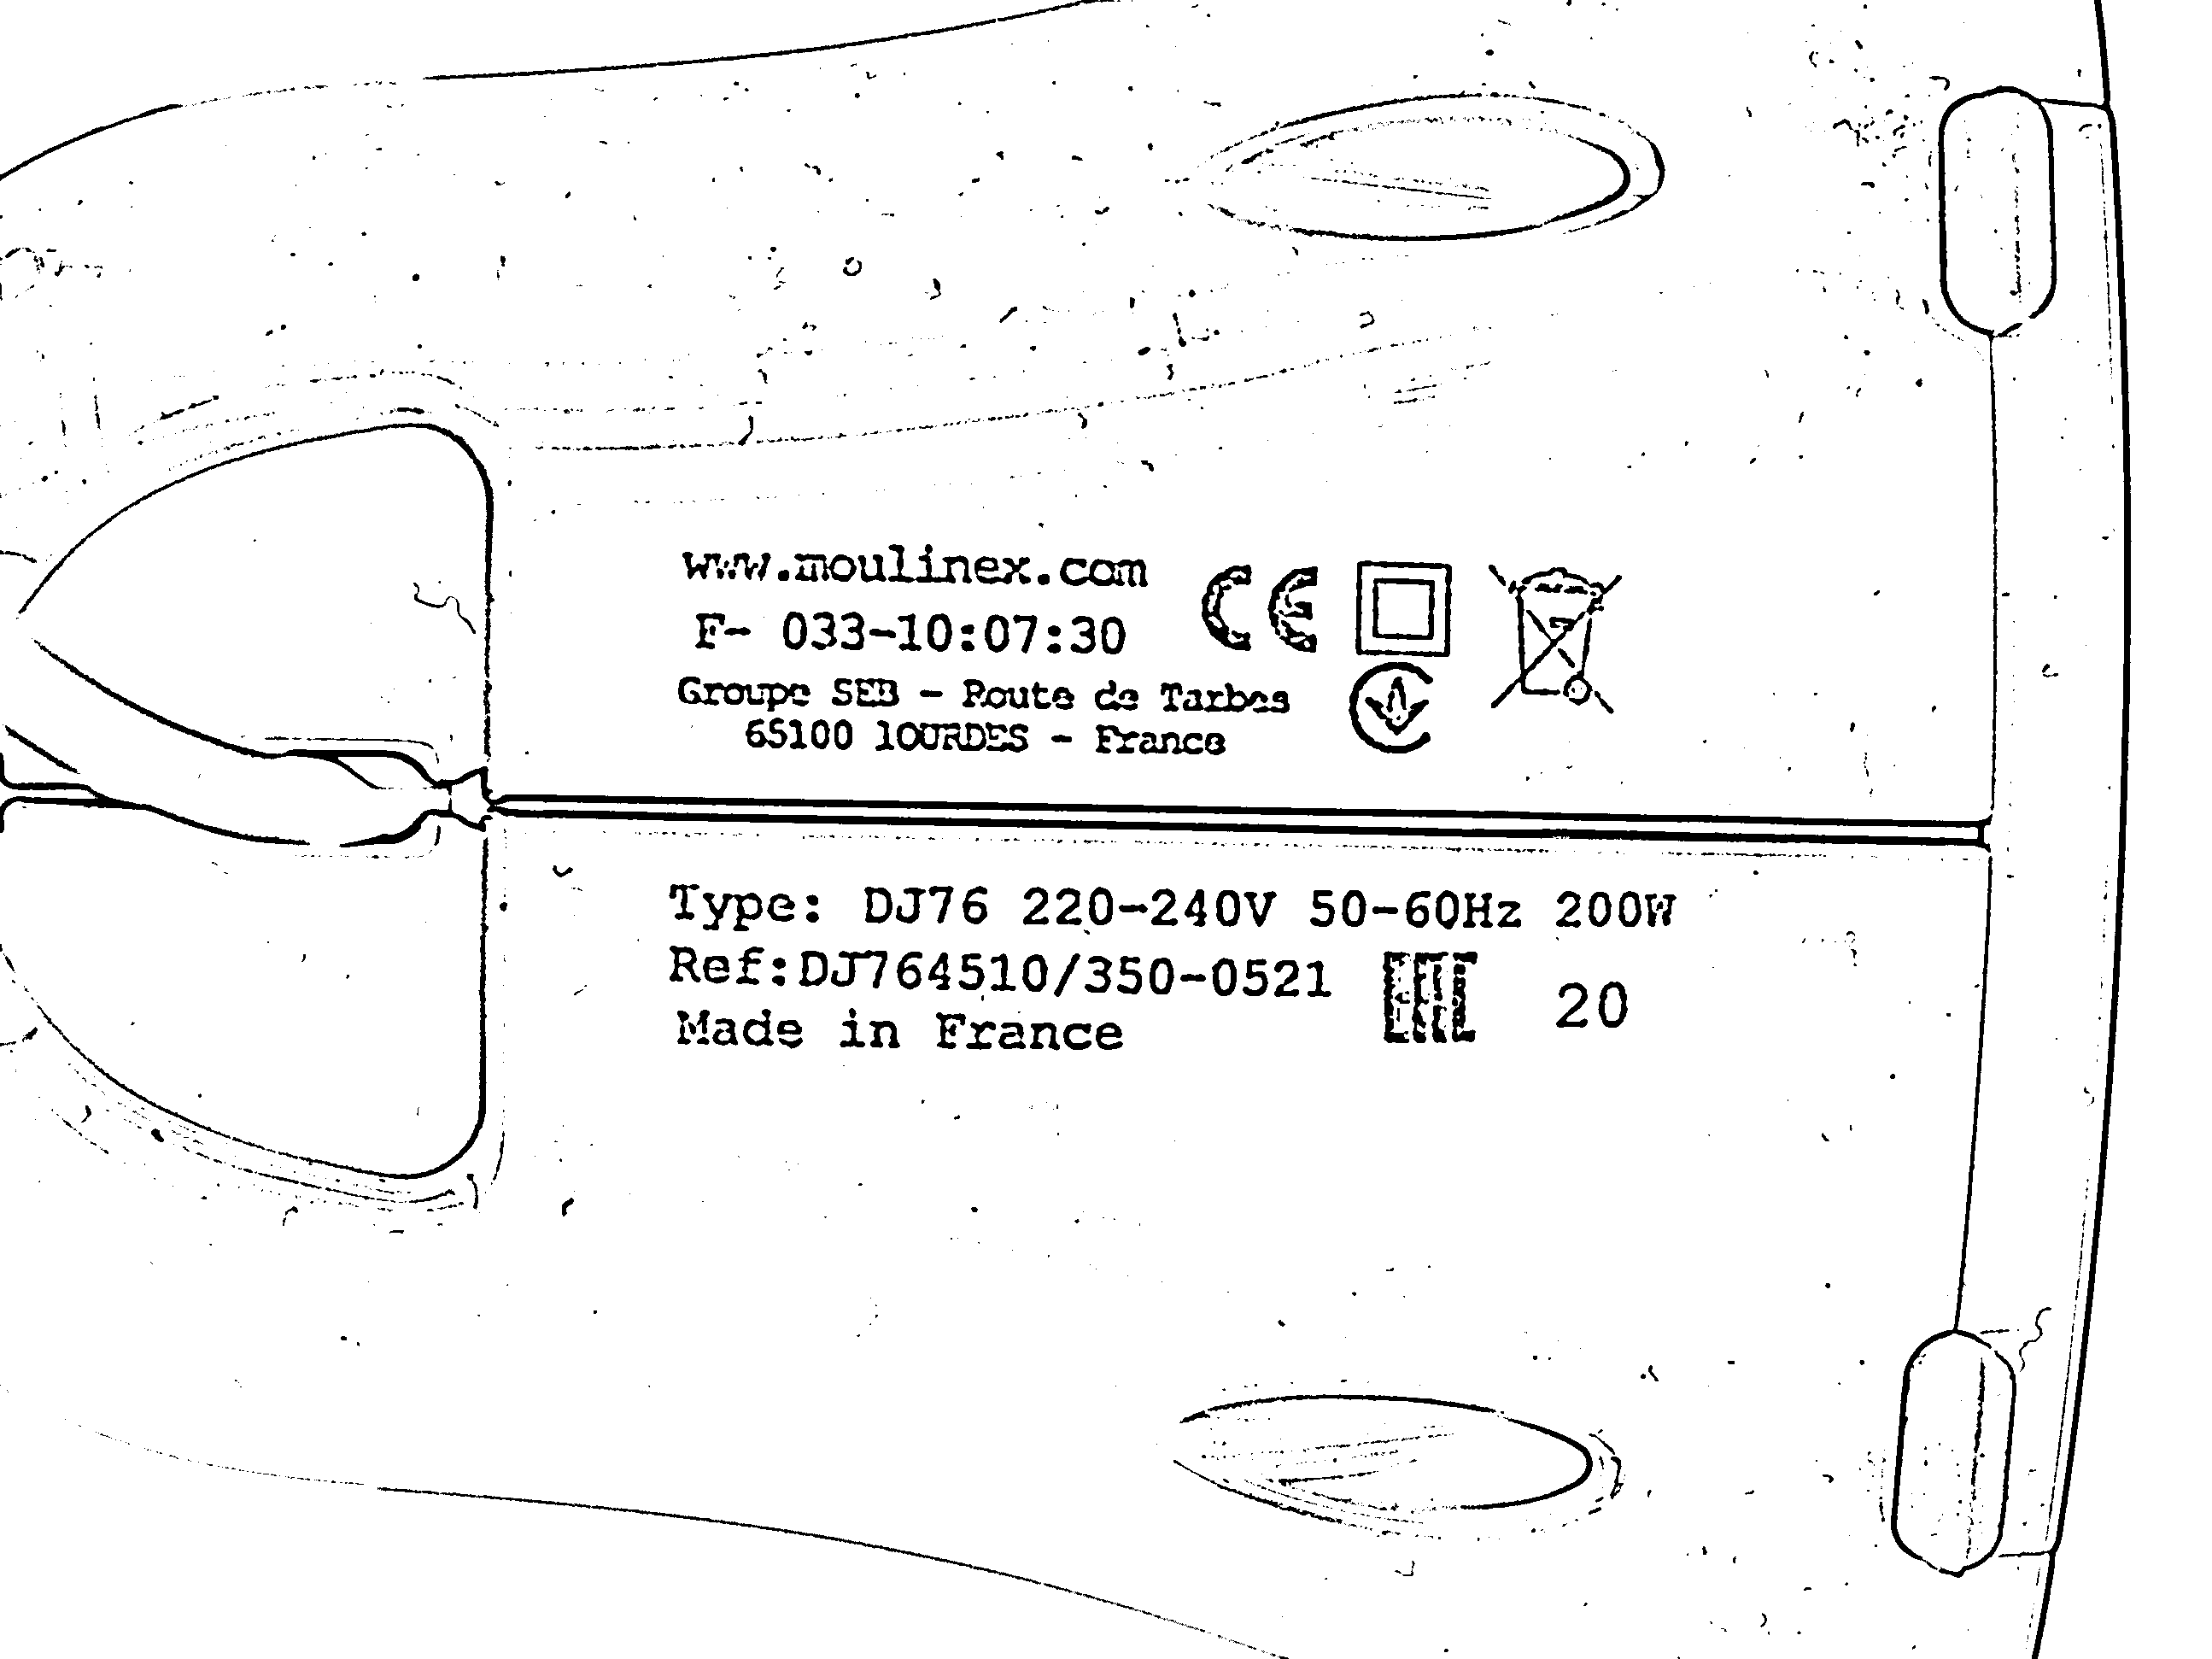 www.moulinex.com
F- 033-10:07:30
Groupe SEB - Route de Tarbes
65100 lOURDES - France
CE
Type: DJ76 220-240V 50-60Hz 200W
Ref:DJ764510/350-0521
20
Made in France